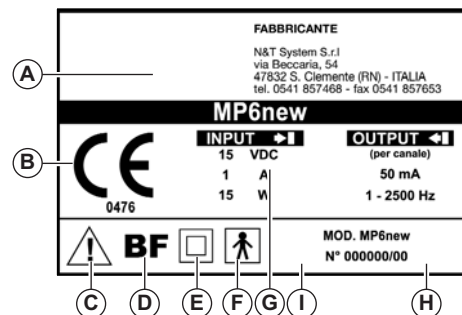 FABBRICANTE
N&T System S.r.l
via Beccaria, 54
47832 S. Clemente (RN) - ITALIA
tel. 0541 857468 - fax 0541 857653
A
MP6new
INPUT OUTPUT
15 VDC (per canale)
1 A 50 mA
15 W 1 - 2500 Hz
B
CE
0476
BF
MOD. MP6new
N° 000000/00
C D E F G I H